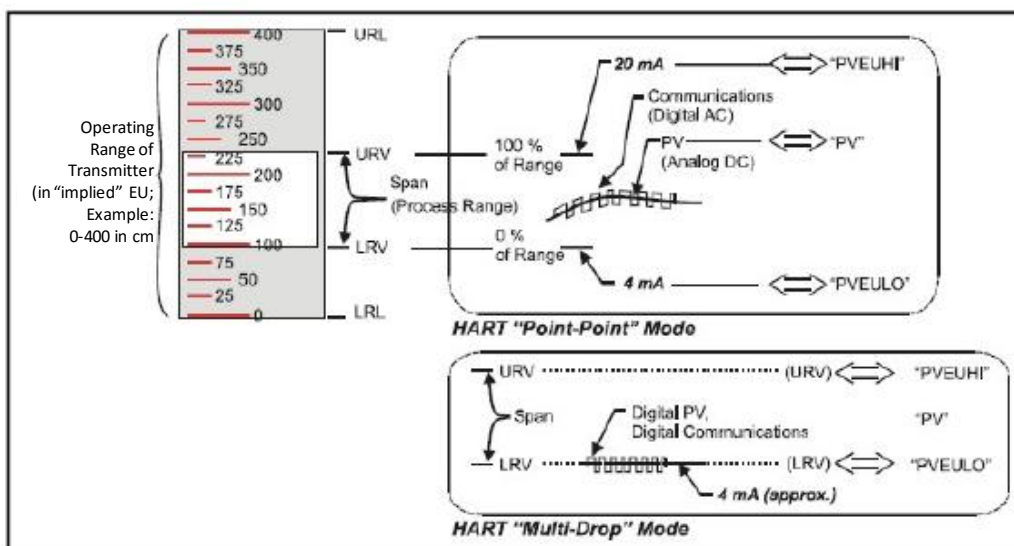 400
375
350
325
300
275
250
225
200
175
150
125
100
75
50
25
0
URL
URV
LRV
LRL
Operating
Range of
Transmitter
(in “implied” EU;
Example:
0-400 in cm
Span
(Process Range)
20 mA
“PVEUHI”
Communications
(Digital AC)
100 %
of Range
PV
(Analog DC)
“PV”
0 %
of Range
4 mA
“PVEULO”
HART “Point-Point” Mode
URV
(URV)
“PVEUHI”
Span
Digital PV,
Digital Communications
“PV”
LRV
(LRV)
“PVEULO”
4 mA (approx.)
HART “Multi-Drop” Mode